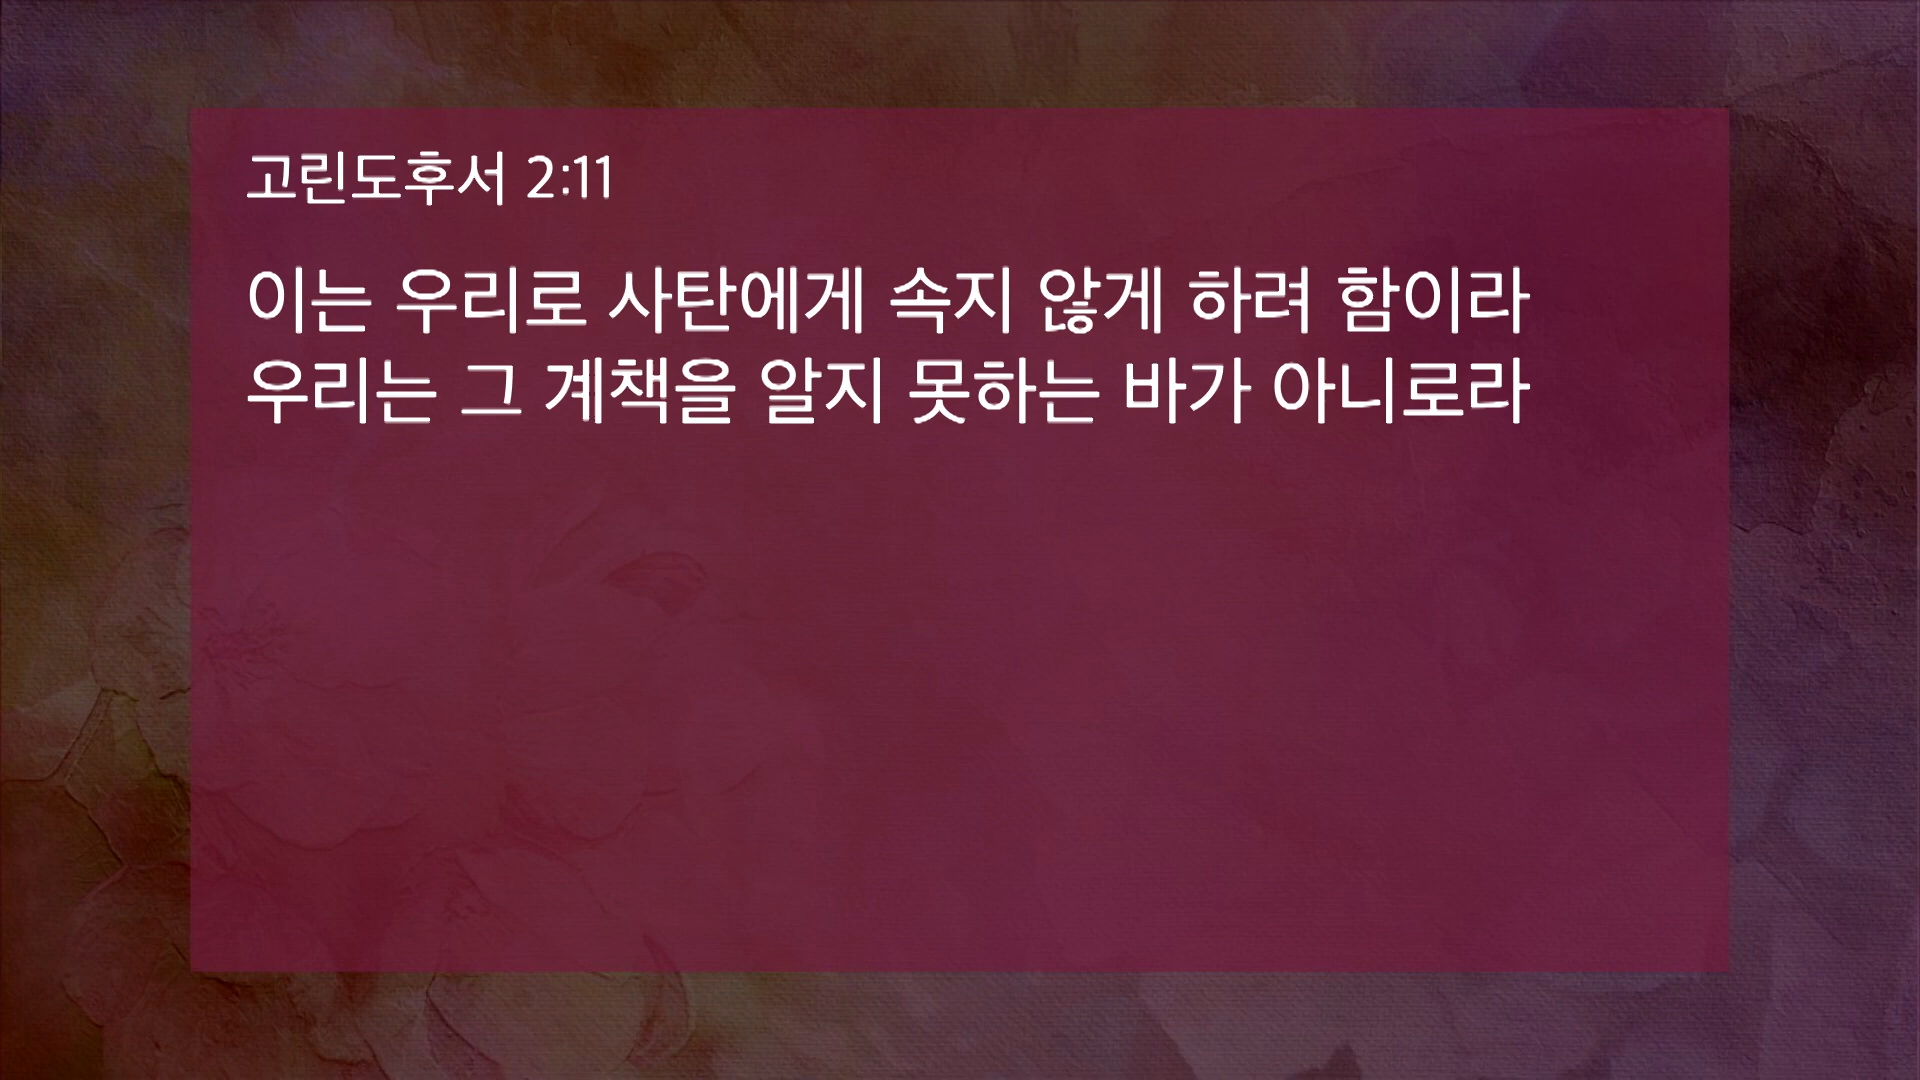 고린도후서 2:11
이는 우리로 사탄에게 속지 않게 하려 함이라
우리는 그 계책을 알지 못하는 바가 아니로라